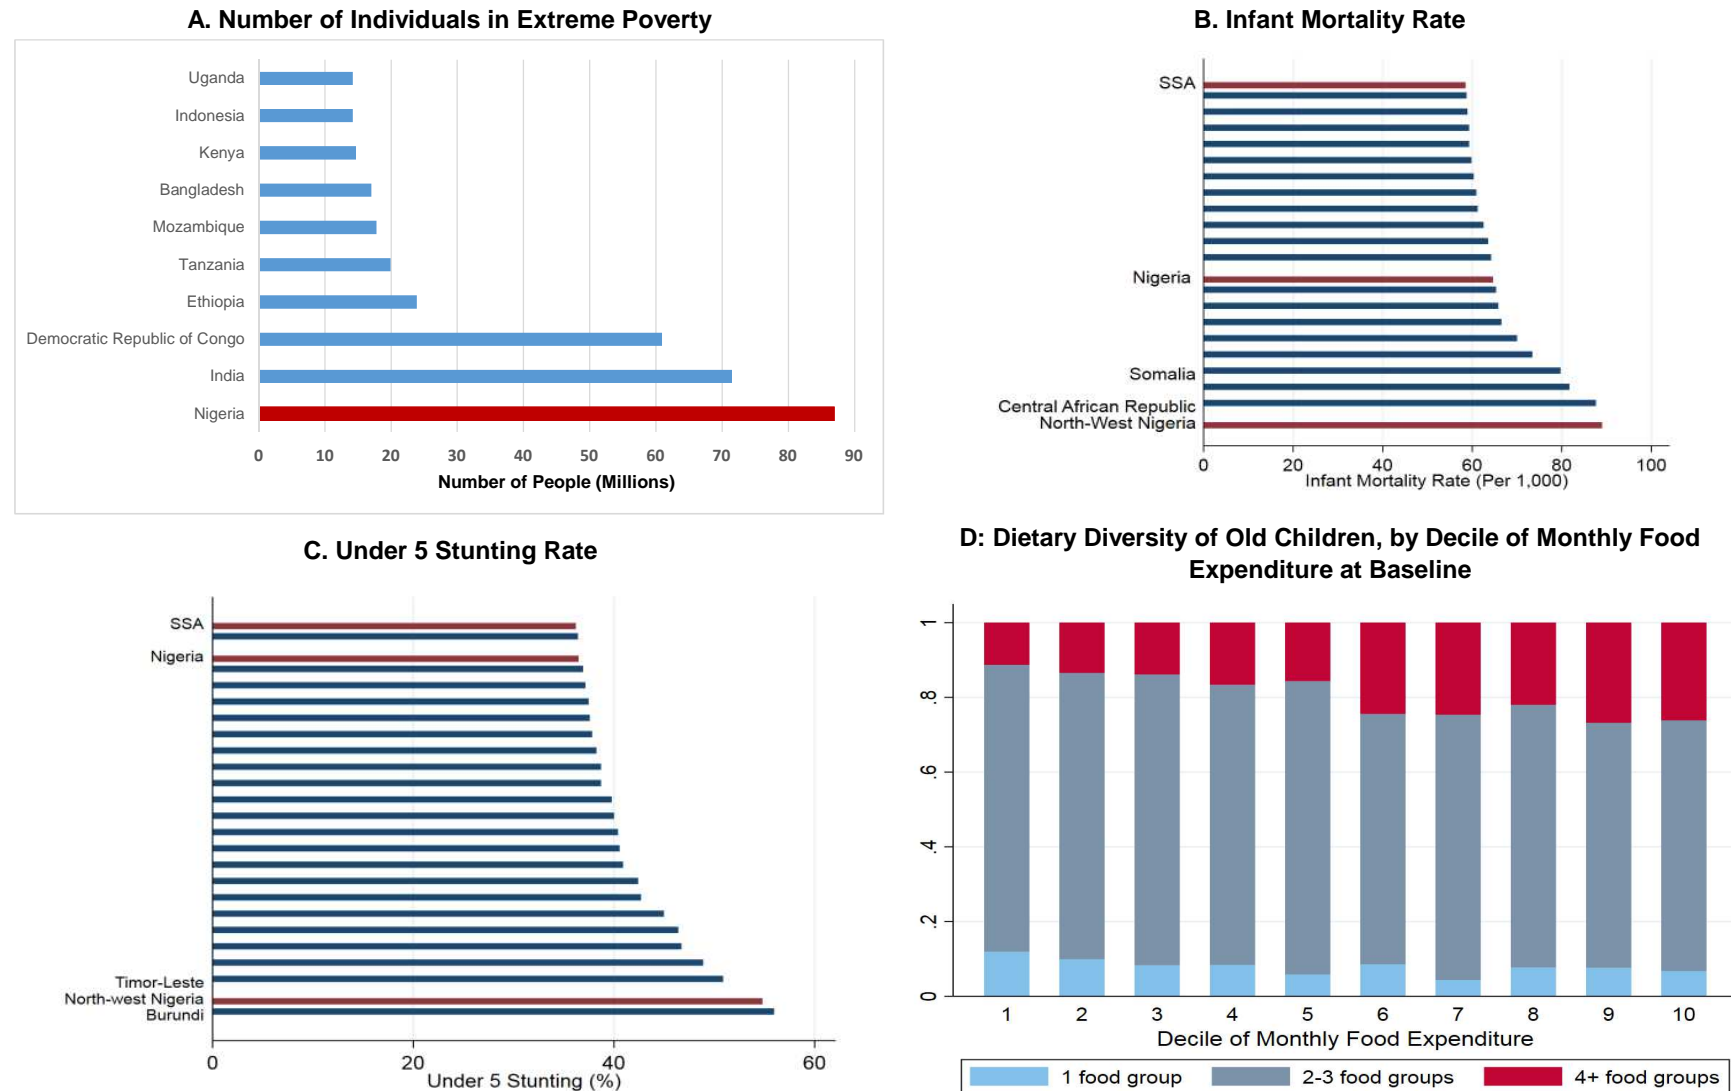 A. Number of Individuals in Extreme Poverty
Uganda
Indonesia
Kenya
Bangladesh
Mozambique
Tanzania
Ethiopia
Democratic Republic of Congo
India
Nigeria
0 10 20 30 40 50 60 70 80 90
Number of People (Millions)
B. Infant Mortality Rate
SSA
Nigeria
Somalia
Central African Republic
North-West Nigeria
0 20 40 60 80 100
Infant Mortality Rate (Per 1,000)
C. Under 5 Stunting Rate
SSA
Nigeria
Timor-Leste
North-west Nigeria
Burundi
0 20 40 60
Under 5 Stunting (%)
D: Dietary Diversity of Old Children, by Decile of Monthly Food
Expenditure at Baseline
1
.8
.6
.4
.2
0
1 2 3 4 5 6 7 8 9 10
Decile of Monthly Food Expenditure
1 food group 2-3 food groups 4+ food groups